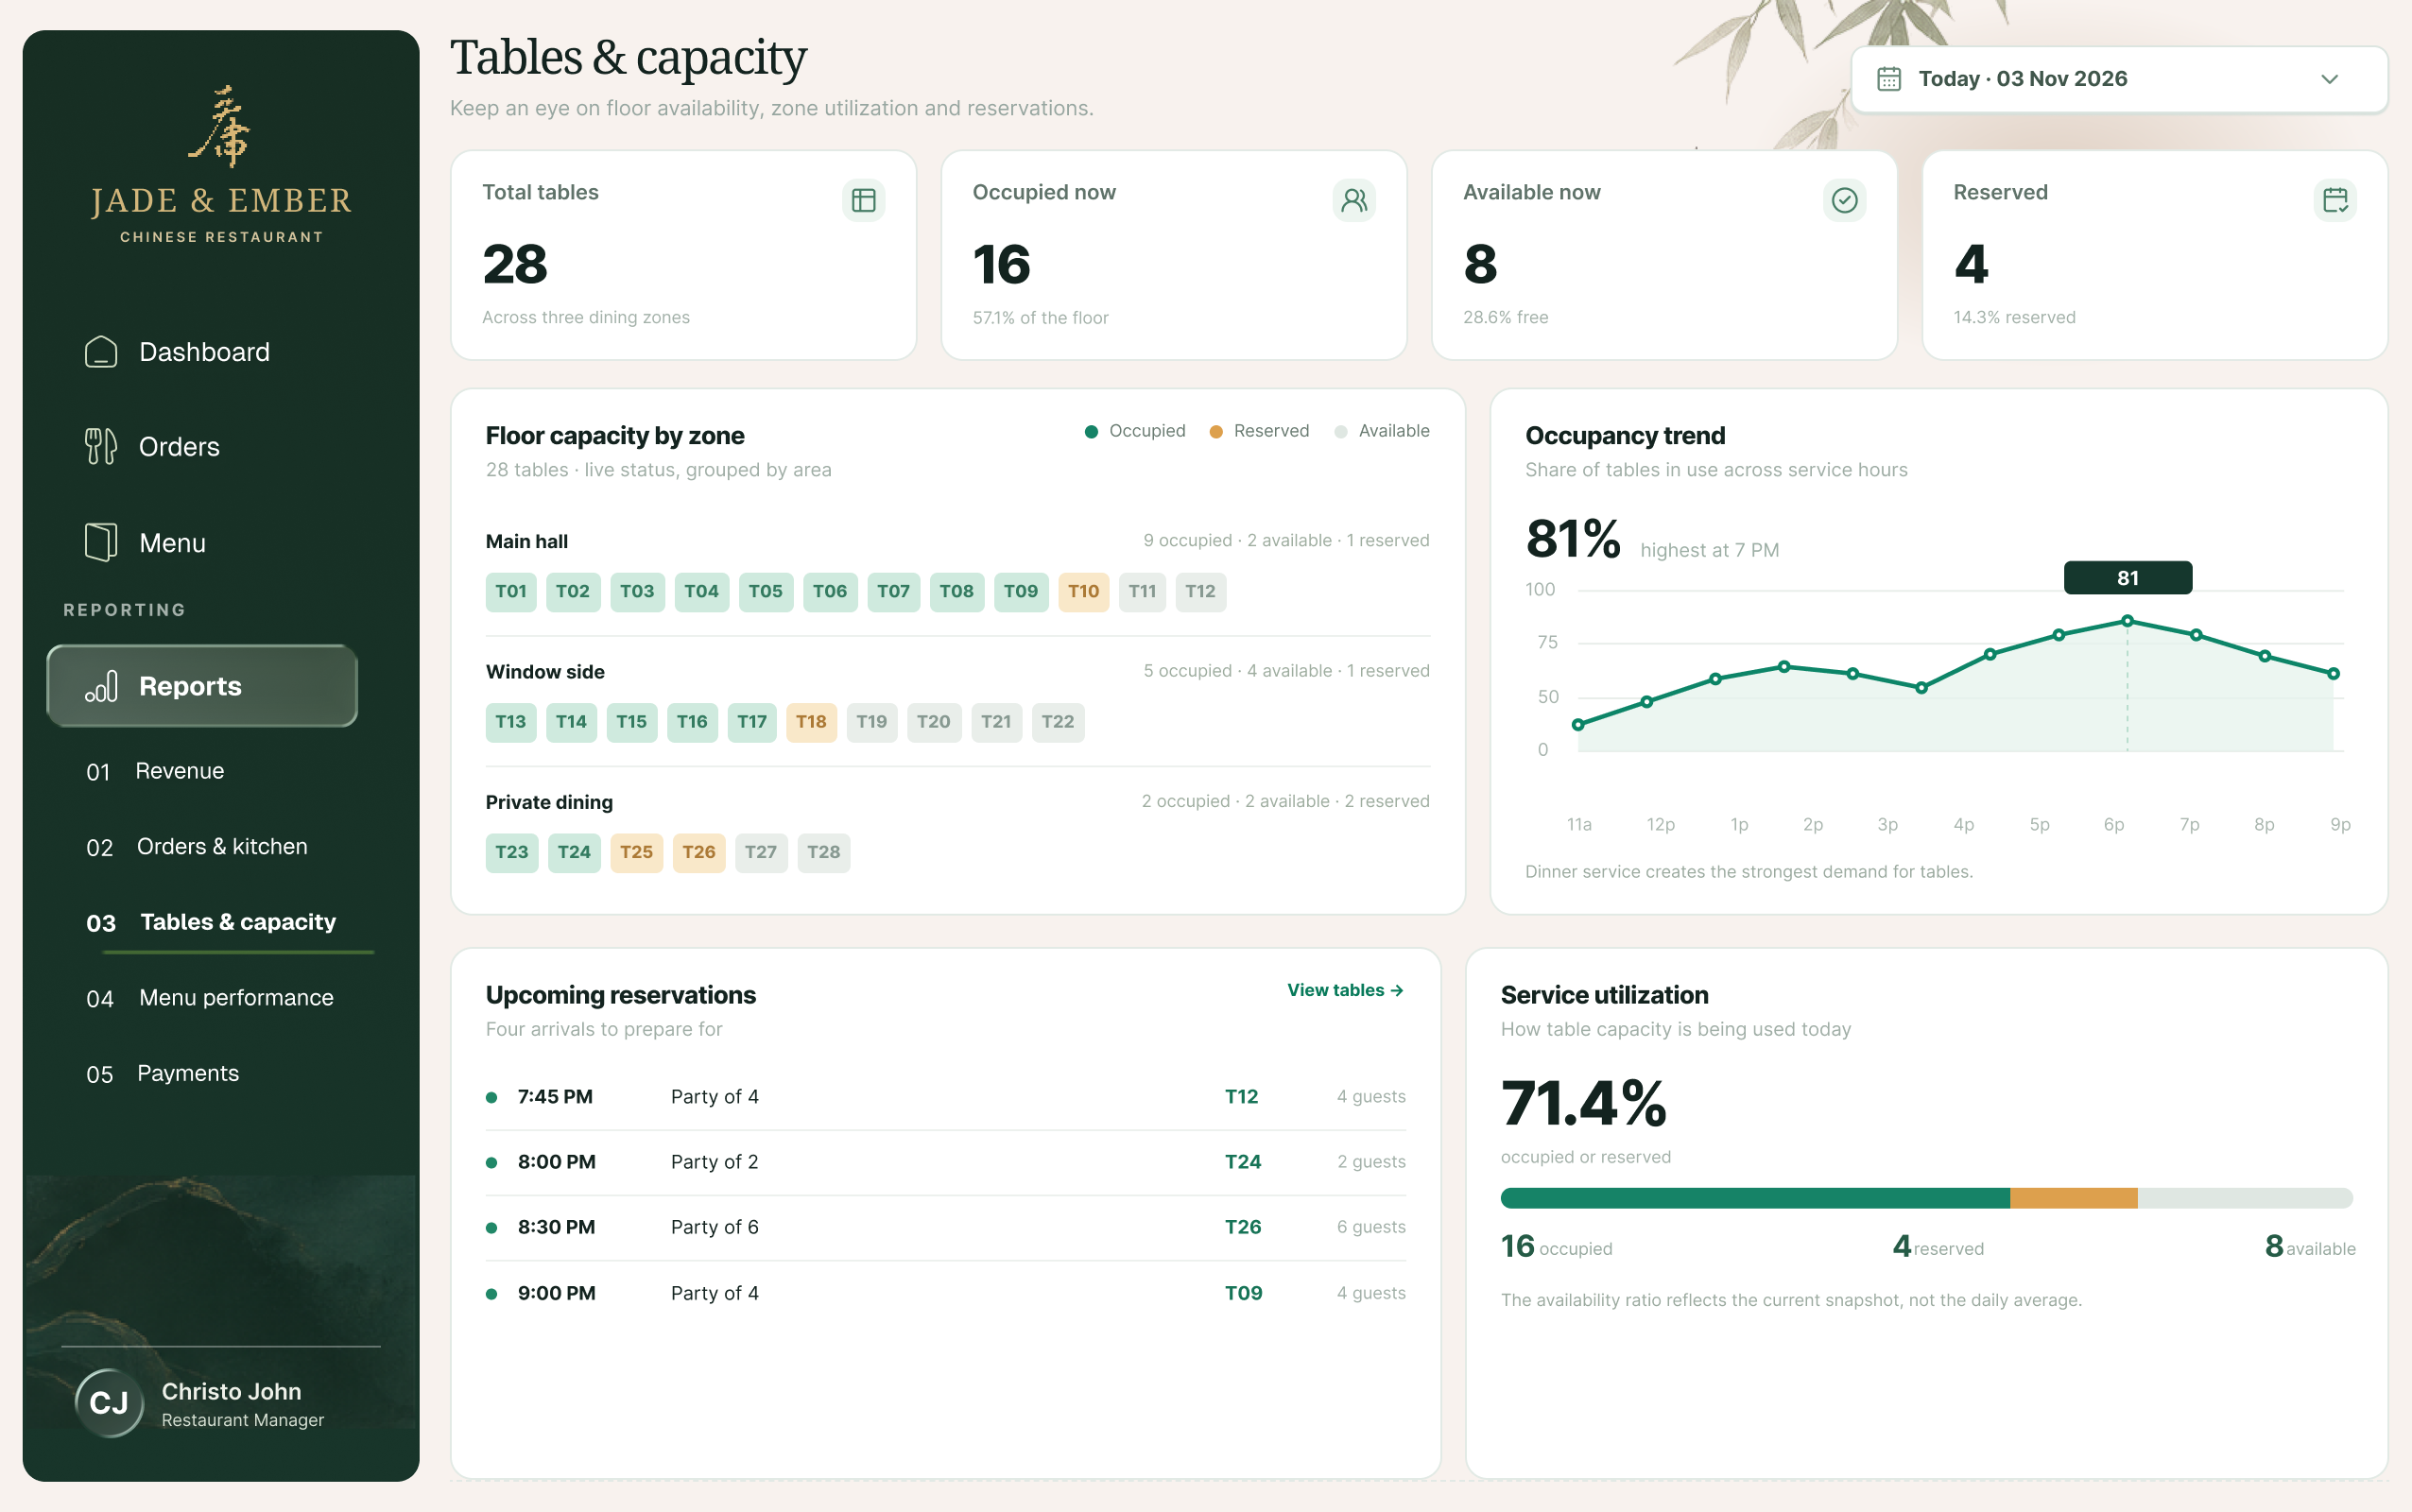 JADE & EMBER
CHINESE RESTAURANT
Dashboard
Orders
Menu
REPORTING
Reports
01 Revenue
02 Orders & kitchen
03 Tables & capacity
04 Menu performance
05 Payments
CJ
Christo John
Restaurant Manager
Tables & capacity
Keep an eye on floor availability, zone utilization and reservations.
Today · 03 Nov 2026
Total tables
28
Across three dining zones
Occupied now
16
57.1% of the floor
Available now
8
28.6% free
Reserved
4
14.3% reserved
Floor capacity by zone
28 tables · live status, grouped by area
Occupied Reserved Available
Main hall 9 occupied · 2 available · 1 reserved
T01 T02 T03 T04 T05 T06 T07 T08 T09 T10 T11 T12
Window side 5 occupied · 4 available · 1 reserved
T13 T14 T15 T16 T17 T18 T19 T20 T21 T22
Private dining 2 occupied · 2 available · 2 reserved
T23 T24 T25 T26 T27 T28
Occupancy trend
Share of tables in use across service hours
81% highest at 7 PM
81
100
75
50
0
11a 12p 1p 2p 3p 4p 5p 6p 7p 8p 9p
Dinner service creates the strongest demand for tables.
Upcoming reservations
View tables →
Four arrivals to prepare for
7:45 PM Party of 4 T12 4 guests
8:00 PM Party of 2 T24 2 guests
8:30 PM Party of 6 T26 6 guests
9:00 PM Party of 4 T09 4 guests
Service utilization
How table capacity is being used today
71.4%
occupied or reserved
16 occupied 4 reserved 8 available
The availability ratio reflects the current snapshot, not the daily average.